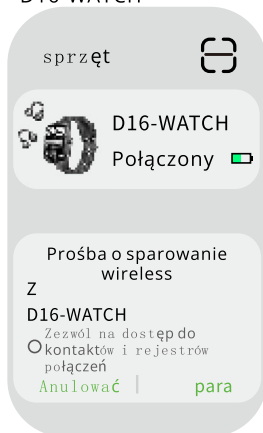 D16-WATCH
sprzęt
D16-WATCH
Połączony
Prośba o sparowanie
wireless
Z
D16-WATCH
Zezwól na dostęp do
kontaktów i rejestrów
połączeń
Anulować
para